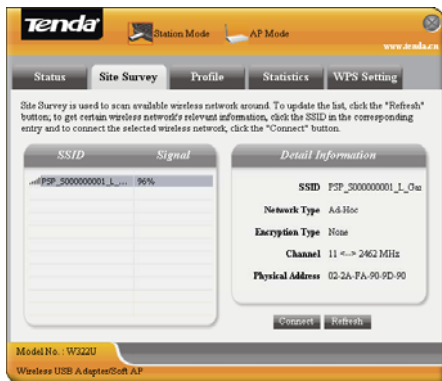 Tenda
Station Mode
AP Mode
www.tenda.cn
Status
Site Survey
Profile
Statistics
WPS Setting
Site Survey is used to scan available wireless network around. To update the list, click the "Refresh"
button; to get certain wireless network's relevant information, click the SSID in the corresponding
entry and to connect the selected wireless network, click the "Connect" button.
SSID Signal
PSP_S000000001_L_... 96%
Detail Information
SSID PSP_S000000001_L_Gas
Network Type Ad-Hoc
Encryption Type None
Channel 11 <--> 2462 MHz
Physical Address 02-2A-FA-90-9D-90
Connect
Refresh
Model No. : W322U
Wireless USB Adapter/Soft AP